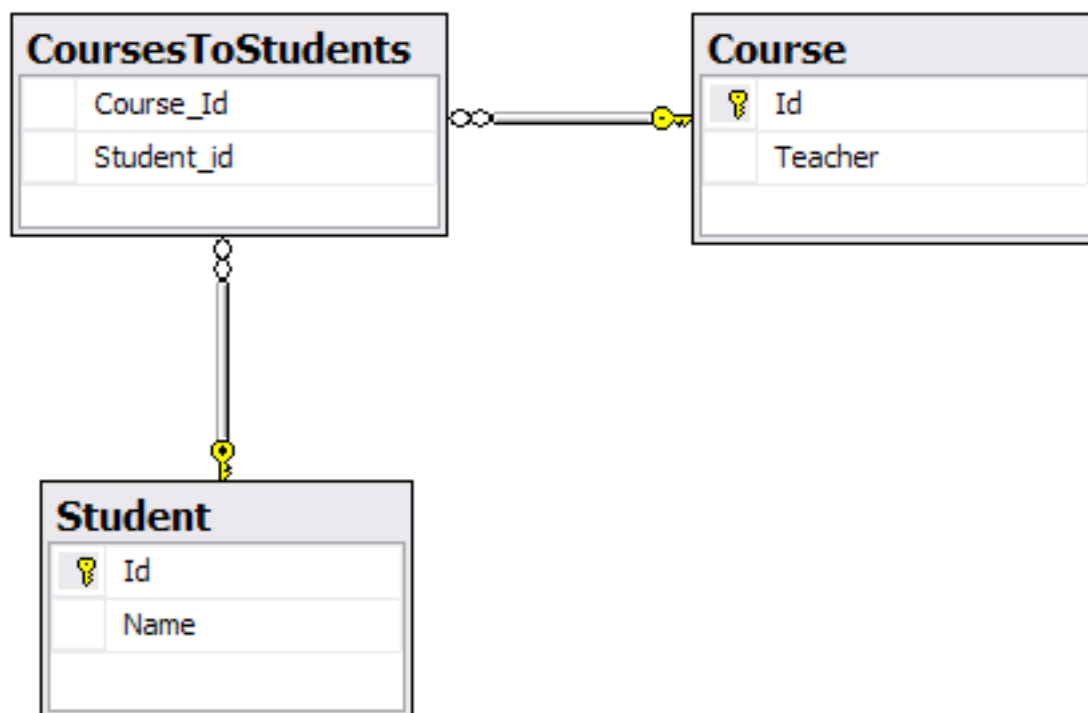 CoursesToStudents
Course_Id
Student_id
Course
Id
Teacher
Student
Id
Name